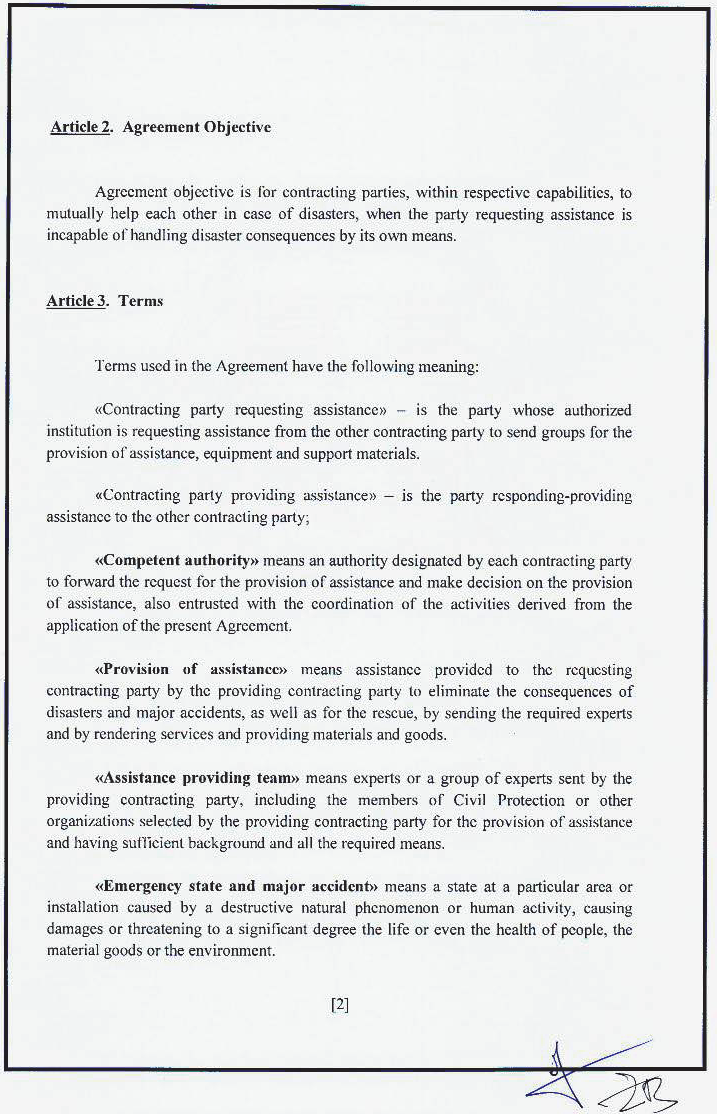 Article 2. Agreement Objective
Agreement objective is for contracting parties, within respective capabilities, to
mutually help each other in case of disasters, when the party requesting assistance is
incapable of handling disaster consequences by its own means.
Article 3. Terms
Terms used in the Agreement have the following meaning:
«Contracting party requesting assistance» – is the party whose authorized
institution is requesting assistance from the other contracting party to send groups for the
provision of assistance, equipment and support materials.
«Contracting party providing assistance» – is the party responding-providing
assistance to the other contracting party;
«Competent authority» means an authority designated by each contracting party
to forward the request for the provision of assistance and make decision on the provision
of assistance, also entrusted with the coordination of the activities derived from the
application of the present Agreement.
«Provision of assistance» means assistance provided to the requesting
contracting party by the providing contracting party to eliminate the consequences of
disasters and major accidents, as well as for the rescue, by sending the required experts
and by rendering services and providing materials and goods.
«Assistance providing team» means experts or a group of experts sent by the
providing contracting party, including the members of Civil Protection or other
organizations selected by the providing contracting party for the provision of assistance
and having sufficient background and all the required means.
«Emergency state and major accident» means a state at a particular area or
installation caused by a destructive natural phenomenon or human activity, causing
damages or threatening to a significant degree the life or even the health of people, the
material goods or the environment.
[2]